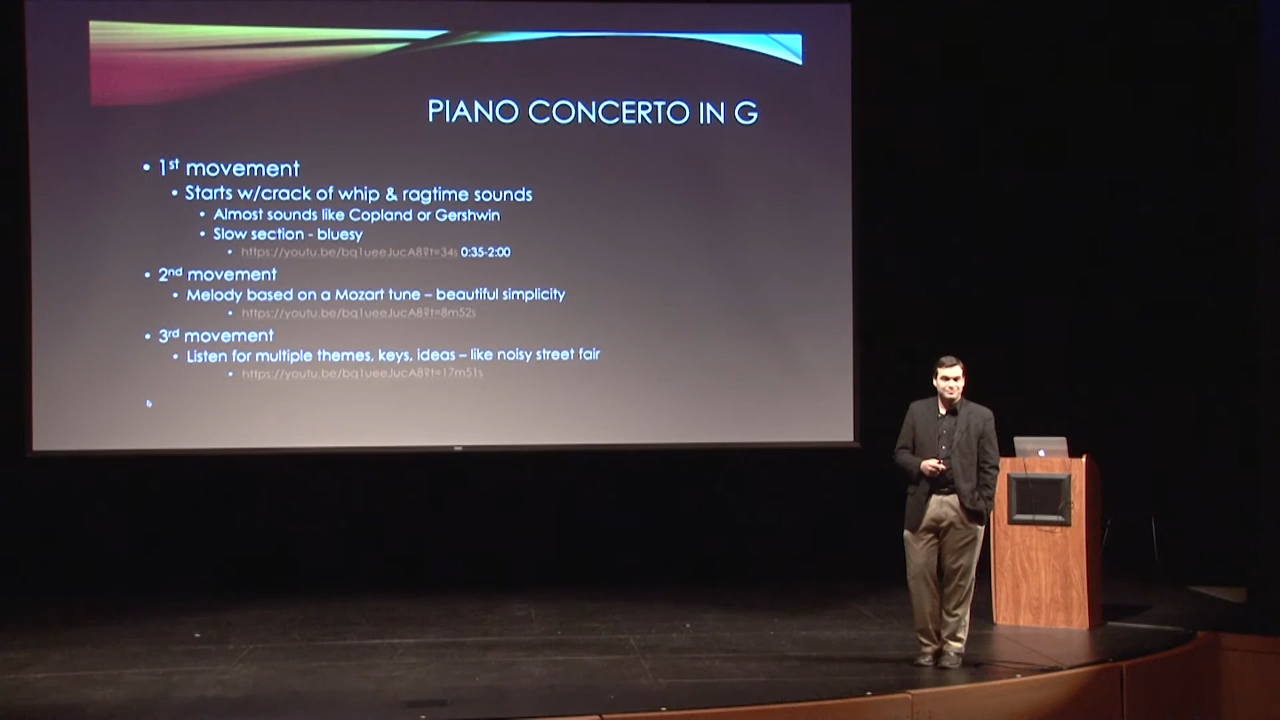 PIANO CONCERTO IN G
• 1st movement
• Starts w/crack of whip & ragtime sounds
• Almost sounds like Copland or Gershwin
• Slow section - bluesy
• https://youtu.be/bq1ueeJucA8?t=34s 0:35-2:00
• 2nd movement
• Melody based on a Mozart tune – beautiful simplicity
• https://youtu.be/bq1ueeJucA8?t=8m52s
• 3rd movement
• Listen for multiple themes, keys, ideas – like noisy street fair
• https://youtu.be/bq1ueeJucA8?t=17m51s